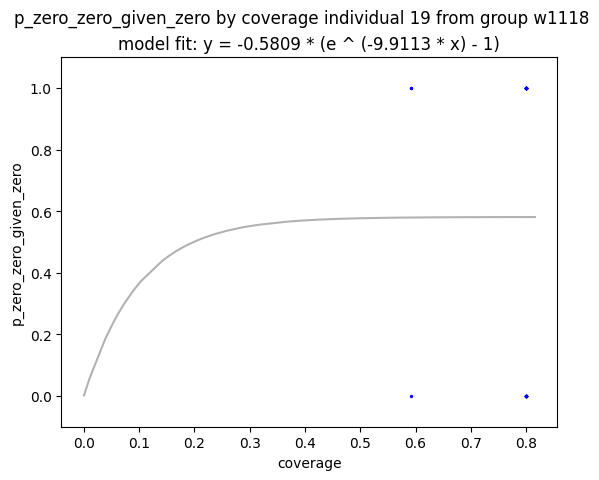 p_zero_zero_given_zero by coverage individual 19 from group w1118
model fit: y = -0.5809 * (e ^ (-9.9113 * x) - 1)
1.0
0.8
0.6
0.4
0.2
0.0
p_zero_zero_given_zero
0.0 0.1 0.2 0.3 0.4 0.5 0.6 0.7 0.8
coverage